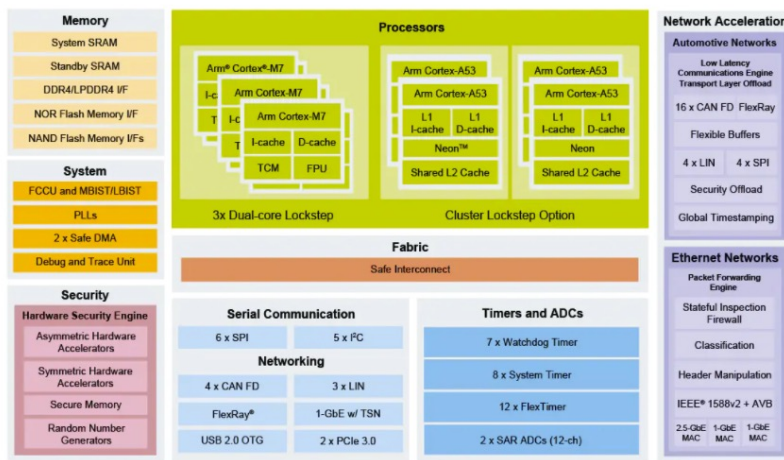 Memory
System SRAM
Standby SRAM
DDR4/LPDDR4 I/F
NOR Flash Memory I/F
NAND Flash Memory I/Fs
System
FCCU and MBIST/LBIST
PLLs
2 x Safe DMA
Debug and Trace Unit
Security
Hardware Security Engine
Asymmetric Hardware
Accelerators
Symmetric Hardware
Accelerators
Secure Memory
Random Number
Generators
Processors
Arm® Cortex®-M7
I-ca
T
Arm Cortex-M7
I-ca
T
Arm Cortex-M7
I-cache D-cache
TCM FPU
3x Dual-core Lockstep
Arm Cortex-A53
Arm Cortex-A53
L1
I-cache
L1
D-cache
Neon™
Shared L2 Cache
Arm Cortex-A53
Arm Cortex-A53
L1
I-cache
L1
D-cache
Neon
Shared L2 Cache
Cluster Lockstep Option
Fabric
Safe Interconnect
Serial Communication
6 x SPI 5 x I²C
Networking
4 x CAN FD 3 x LIN
FlexRay® 1-GbE w/ TSN
USB 2.0 OTG 2 x PCIe 3.0
Timers and ADCs
7 x Watchdog Timer
8 x System Timer
12 x FlexTimer
2 x SAR ADCs (12-ch)
Network Acceleration
Automotive Networks
Low Latency
Communications Engine
Transport Layer Offload
16 x CAN FD FlexRay
Flexible Buffers
4 x LIN 4 x SPI
Security Offload
Global Timestamping
Ethernet Networks
Packet Forwarding
Engine
Stateful Inspection
Firewall
Classification
Header Manipulation
IEEE® 1588v2 + AVB
2.5-GbE
MAC
1-GbE
MAC
1-GbE
MAC